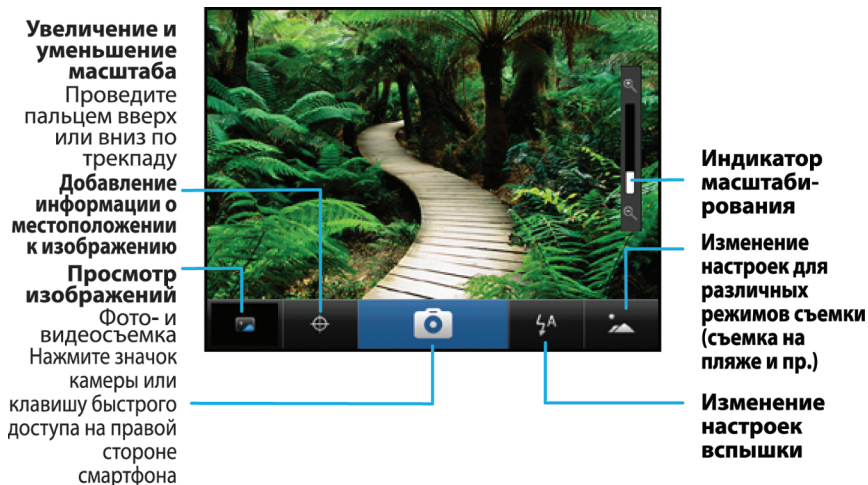 Увеличение и
уменьшение
масштаба
Проведите
пальцем вверх
или вниз по
трекпаду
Добавление
информации о
местоположении
к изображению
Просмотр
изображений
Фото- и
видеосъемка
Нажмите значок
камеры или
клавишу быстрого
доступа на правой
стороне
смартфона
A
Индикатор
масштаби-
рования
Изменение
настроек для
различных
режимов съемки
(съемка на
пляже и пр.)
Изменение
настроек
вспышки